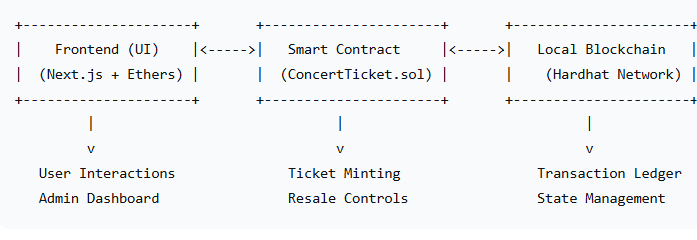 +---------------------+       +----------------------+       +----------------------+
|    Frontend (UI)    |<----->|   Smart Contract     |<----->|   Local Blockchain   |
|  (Next.js + Ethers) |       |  (ConcertTicket.sol) |       |    (Hardhat Network) |
+---------------------+       +----------------------+       +----------------------+
         |                              |                              |
         v                              v                              v
   User Interactions              Ticket Minting                 Transaction Ledger
   Admin Dashboard                Resale Controls                State Management